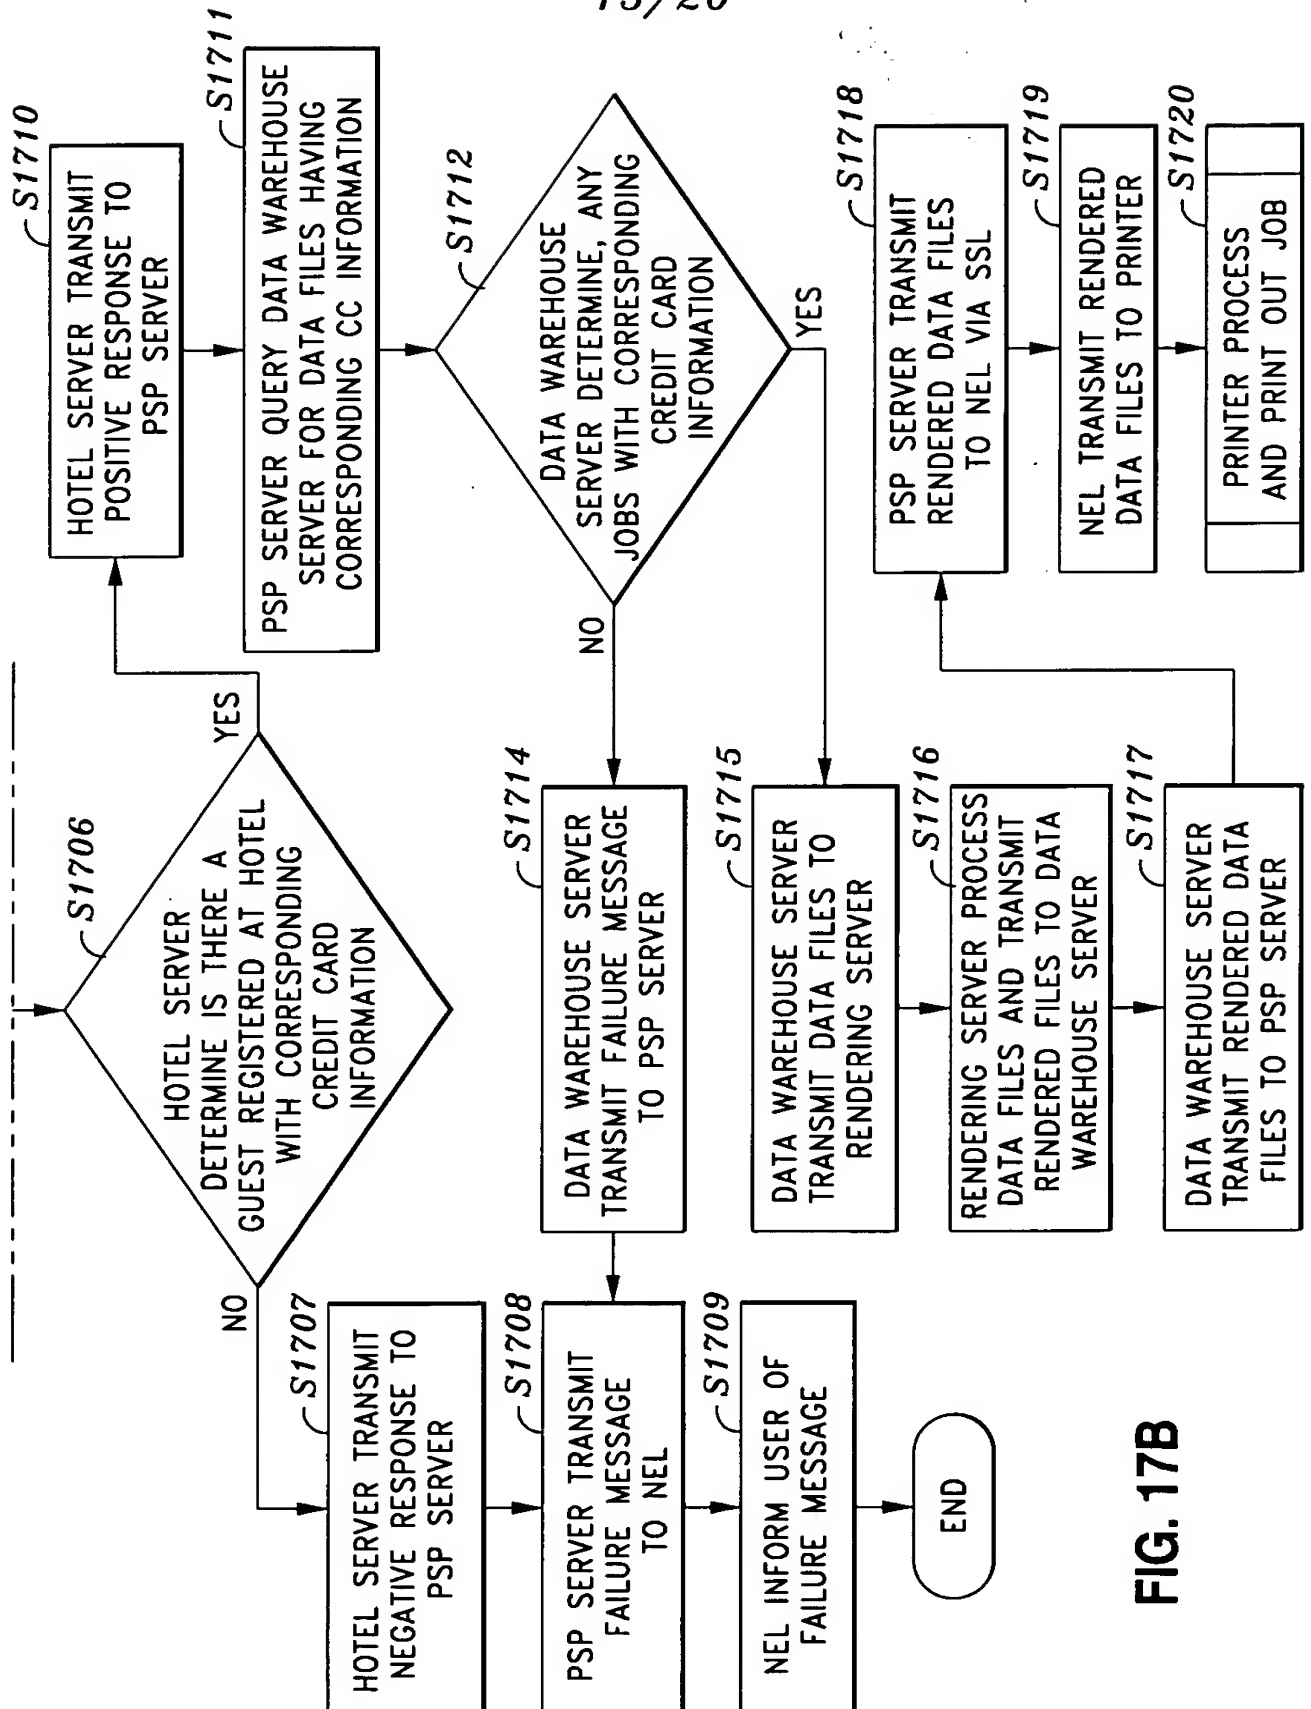 15/20
S1706
HOTEL SERVER
DETERMINE IS THERE A
GUEST REGISTERED AT HOTEL
WITH CORRESPONDING
CREDIT CARD
INFORMATION
NO
YES
S1707
HOTEL SERVER TRANSMIT
NEGATIVE RESPONSE TO
PSP SERVER
S1708
PSP SERVER TRANSMIT
FAILURE MESSAGE
TO NEL
S1709
NEL INFORM USER OF
FAILURE MESSAGE
END
S1710
HOTEL SERVER TRANSMIT
POSITIVE RESPONSE TO
PSP SERVER
S1711
PSP SERVER QUERY DATA WAREHOUSE
SERVER FOR DATA FILES HAVING
CORRESPONDING CC INFORMATION
S1712
DATA WAREHOUSE
SERVER DETERMINE, ANY
JOBS WITH CORRESPONDING
CREDIT CARD
INFORMATION
NO
YES
S1714
DATA WAREHOUSE SERVER
TRANSMIT FAILURE MESSAGE
TO PSP SERVER
S1715
DATA WAREHOUSE SERVER
TRANSMIT DATA FILES TO
RENDERING SERVER
S1716
RENDERING SERVER PROCESS
DATA FILES AND TRANSMIT
RENDERED FILES TO DATA
WAREHOUSE SERVER
S1717
DATA WAREHOUSE SERVER
TRANSMIT RENDERED DATA
FILES TO PSP SERVER
S1718
PSP SERVER TRANSMIT
RENDERED DATA FILES
TO NEL VIA SSL
S1719
NEL TRANSMIT RENDERED
DATA FILES TO PRINTER
S1720
PRINTER PROCESS
AND PRINT OUT JOB
FIG. 17B